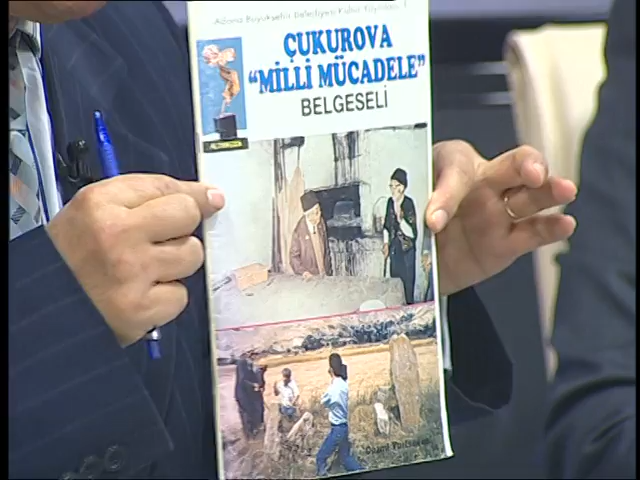 Adana Büyükşehir Belediyesi Kültür Yayınları: 1
ÇUKUROVA
“MİLLİ MÜCADELE”
BELGESELİ